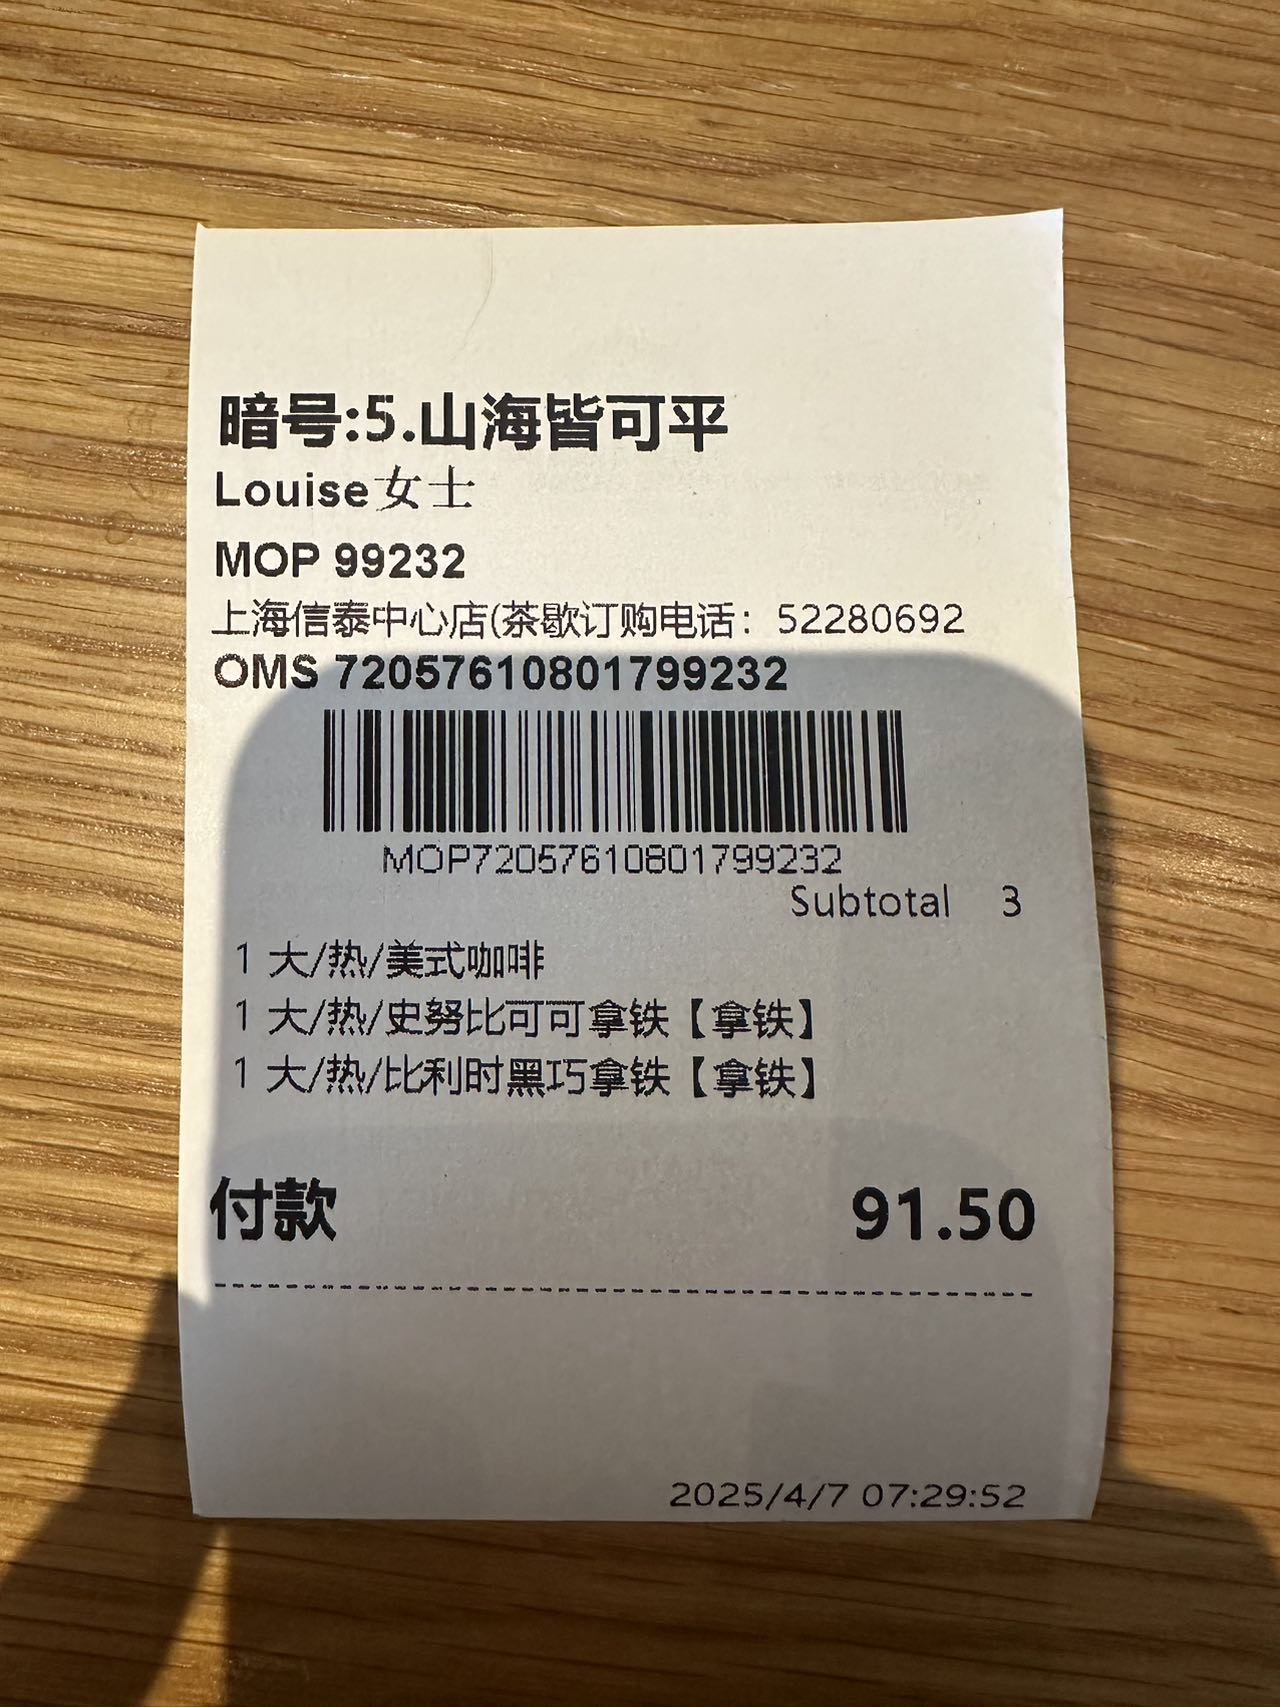 暗号:5.山海皆可平
Louise女士
MOP 99232
上海信泰中心店(茶歇订购电话：52280692
OMS 72057610801799232
MOP72057610801799232
Subtotal 3
1 大/热/美式咖啡
1 大/热/史努比可可拿铁【拿铁】
1 大/热/比利时黑巧拿铁【拿铁】
付款 91.50
2025/4/7 07:29:52